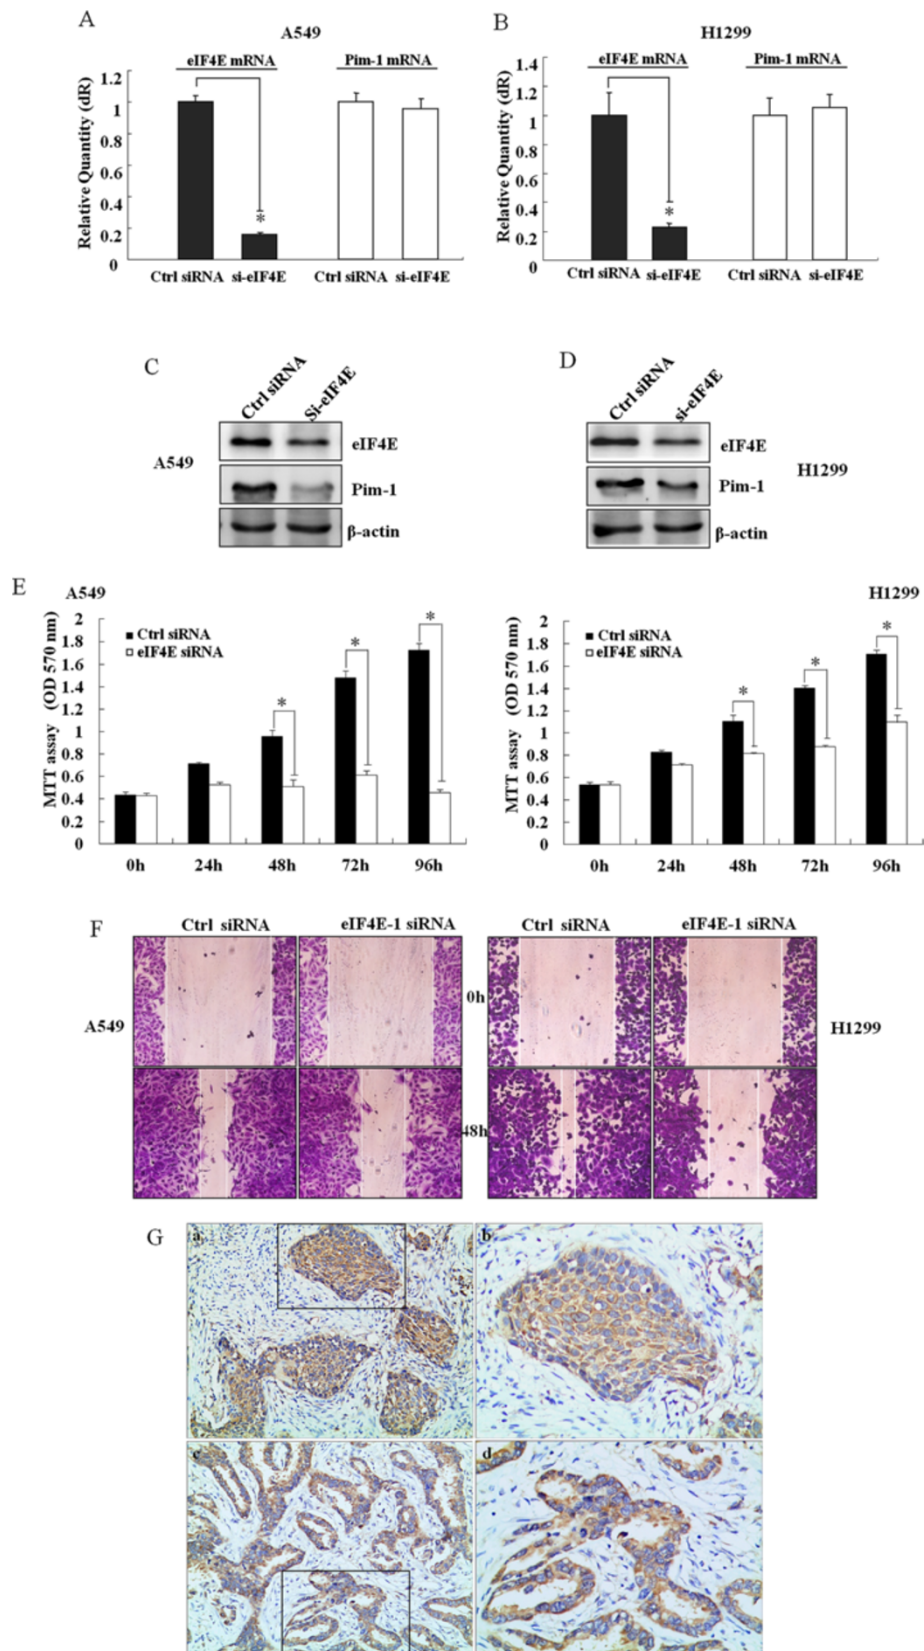 A
B
A549
H1299
eIF4E mRNA
Pim-1 mRNA
eIF4E mRNA
Pim-1 mRNA
Relative Quantity (dR)
1.2
1
0.8
0.6
0.4
0.2
0
*
Ctrl siRNA si-eIF4E
Ctrl siRNA si-eIF4E
Relative Quantity (dR)
1.4
1.2
1
0.8
0.6
0.4
0.2
0
*
Ctrl siRNA si-eIF4E
Ctrl siRNA si-eIF4E
C
Ctrl siRNA
Si-eIF4E
A549
eIF4E
Pim-1
β-actin
D
Ctrl siRNA
si-eIF4E
eIF4E
Pim-1
β-actin
H1299
E
A549
MTT assay (OD 570 nm)
2
1.8
1.6
1.4
1.2
1
0.8
0.6
0.4
0.2
0
Ctrl siRNA
eIF4E siRNA
*
*
*
0h 24h 48h 72h 96h
H1299
MTT assay (OD 570 nm)
2
1.8
1.6
1.4
1.2
1
0.8
0.6
0.4
0.2
0
Ctrl siRNA
eIF4E siRNA
*
*
*
0h 24h 48h 72h 96h
F
Ctrl siRNA
eIF4E-1 siRNA
Ctrl siRNA
eIF4E-1 siRNA
A549
0h
48h
H1299
G
a
b
c
d